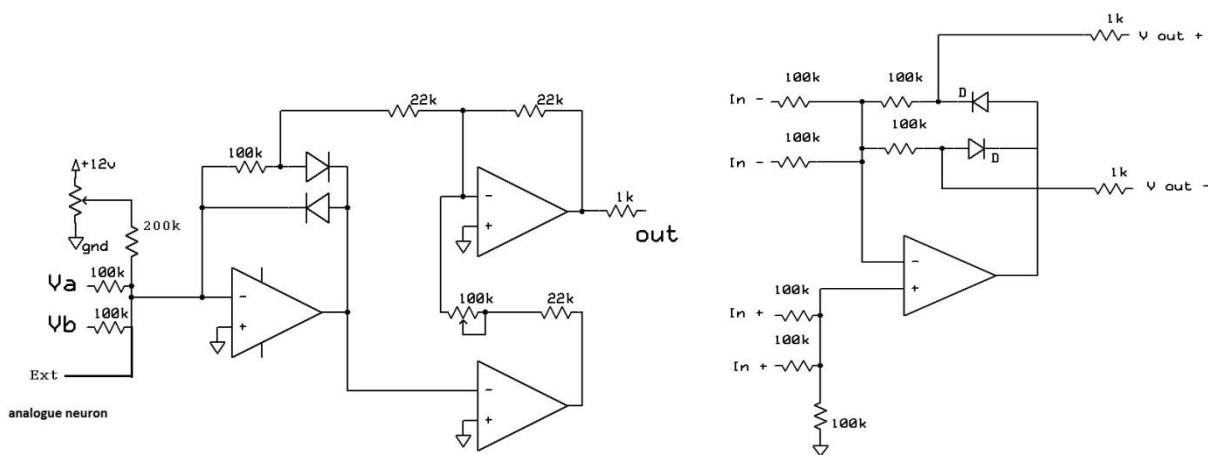 22k
22k
100k
+12v
200k
gnd
Va
100k
Vb
100k
Ext
analogue neuron
-
+
-
+
1k
out
100k
22k
-
+
1k
V out +
100k
In -
100k
D
100k
In -
D
1k
V out -
-
+
100k
In +
100k
In +
100k